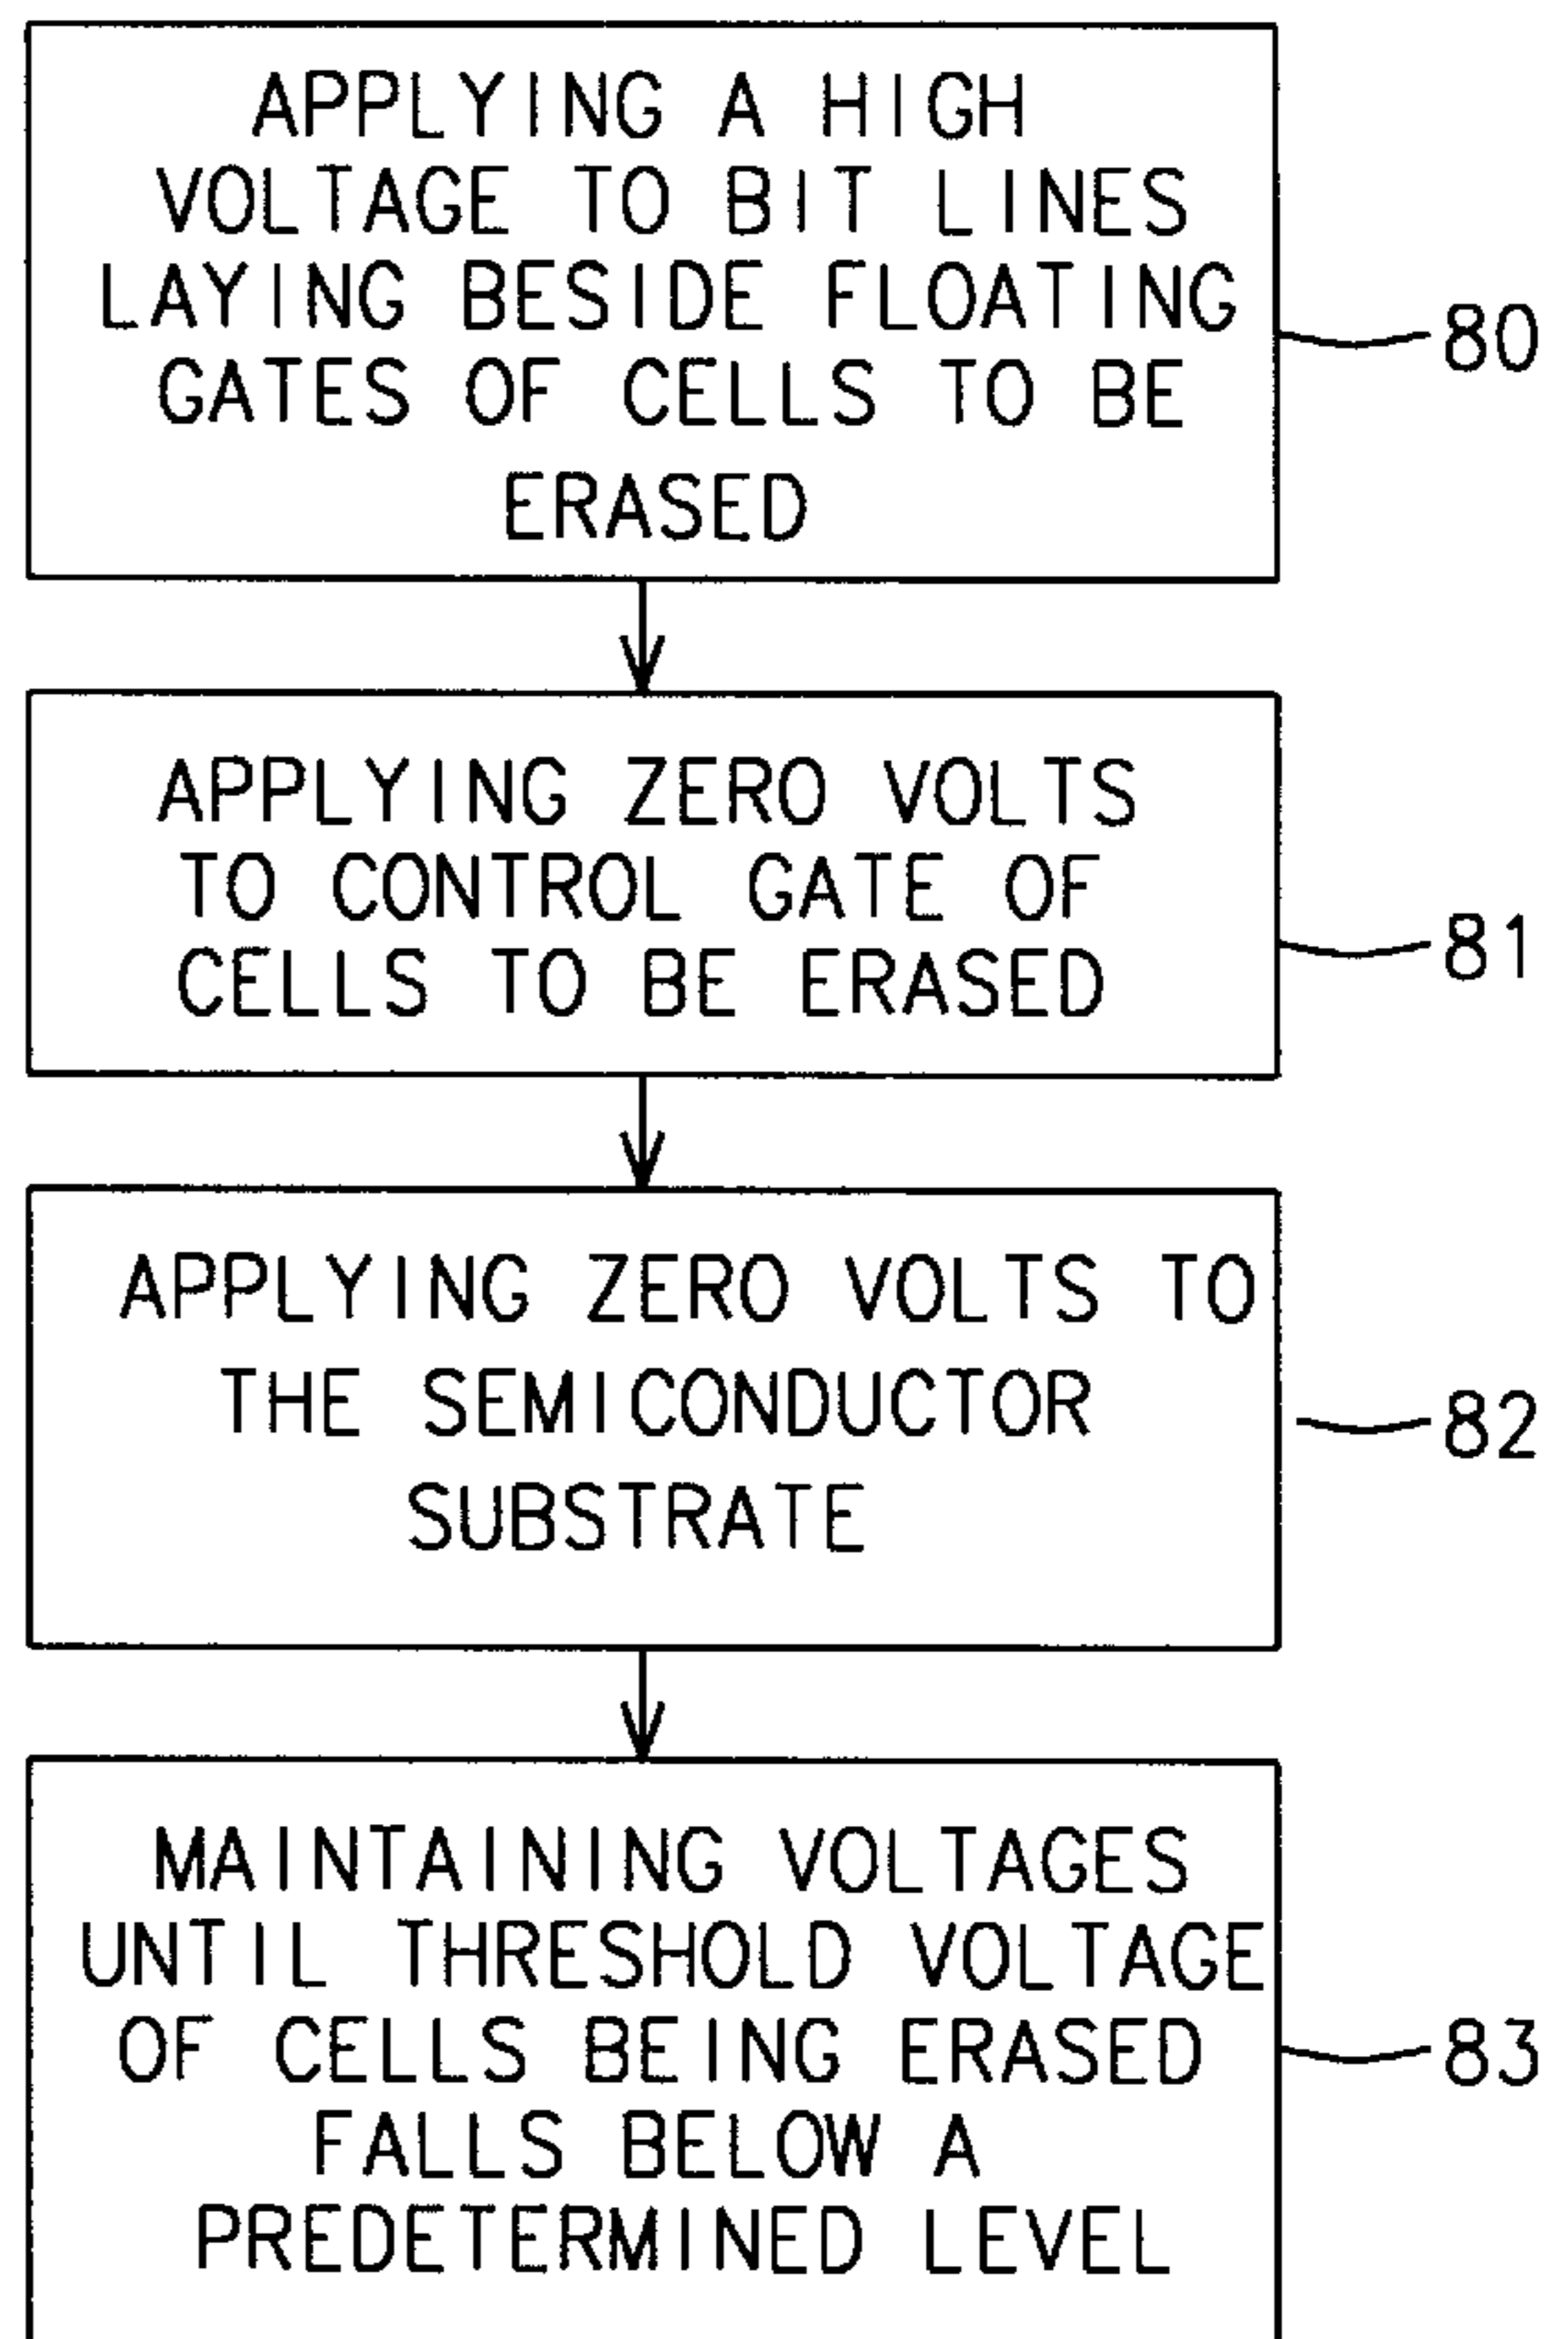 APPLYING A HIGH
VOLTAGE TO BIT LINES
LAYING BESIDE FLOATING
GATES OF CELLS TO BE
ERASED
80
APPLYING ZERO VOLTS
TO CONTROL GATE OF
CELLS TO BE ERASED
81
APPLYING ZERO VOLTS TO
THE SEMICONDUCTOR
SUBSTRATE
82
MAINTAINING VOLTAGES
UNTIL THRESHOLD VOLTAGE
OF CELLS BEING ERASED
FALLS BELOW A
PREDETERMINED LEVEL
83